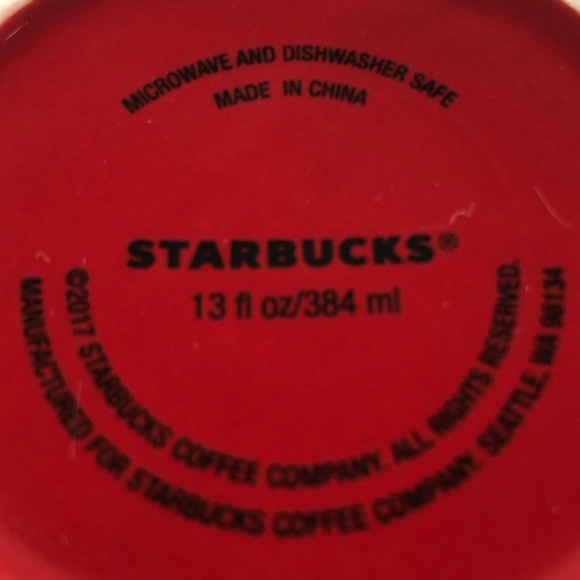 MICROWAVE AND DISHWASHER SAFE
MADE IN CHINA
STARBUCKS®
13 fl oz/384 ml
©2017 STARBUCKS COFFEE COMPANY. ALL RIGHTS RESERVED.
MANUFACTURED FOR STARBUCKS COFFEE COMPANY. SEATTLE, WA 98134